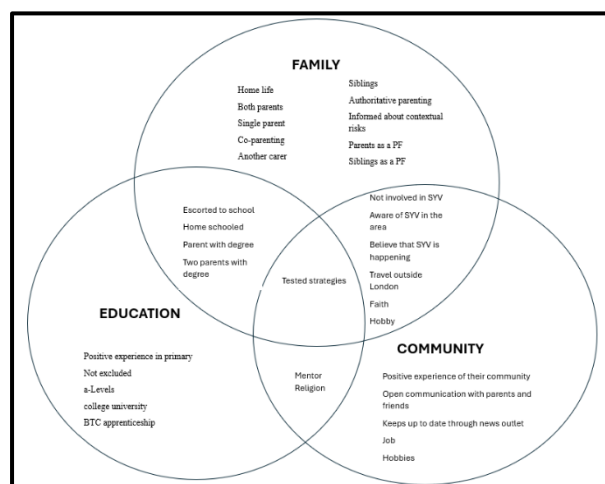 FAMILY
Home life
Both parents
Single parent
Co-parenting
Another carer
Siblings
Authoritative parenting
Informed about contextual
risks
Parents as a PF
Siblings as a PF
Escorted to school
Home schooled
Parent with degree
Two parents with
degree
Tested strategies
Not involved in SYV
Aware of SYV in the
area
Believe that SYV is
happening
Travel outside
London
Faith
Hobby
EDUCATION
Positive experience in primary
Not excluded
a-Levels
college university
BTC apprenticeship
Mentor
Religion
COMMUNITY
Positive experience of their community
Open communication with parents and
friends
Keeps up to date through news outlet
Job
Hobbies